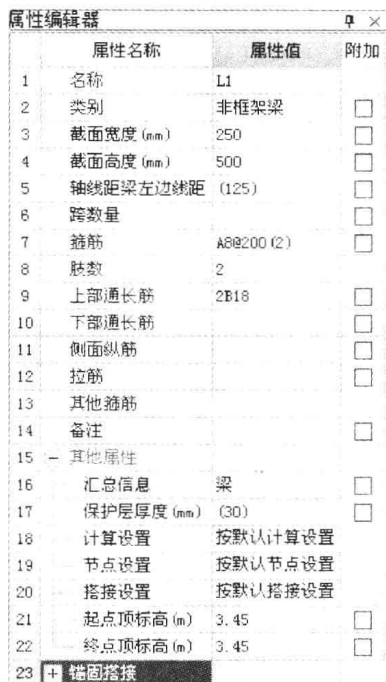 属性编辑器
属性名称 属性值 附加
1 名称 L1
2 类别 非框架梁
3 截面宽度(mm) 250
4 截面高度(mm) 500
5 轴线距梁左边线距 (125)
6 跨数量
7 箍筋 A8@200(2)
8 肢数 2
9 上部通长筋 2B18
10 下部通长筋
11 侧面纵筋
12 拉筋
13 其他箍筋
14 备注
15 - 其他属性
16 汇总信息 梁
17 保护层厚度(mm) (30)
18 计算设置 按默认计算设置
19 节点设置 按默认节点设置
20 搭接设置 按默认搭接设置
21 起点顶标高(m) 3.45
22 终点顶标高(m) 3.45
23 + 锚固搭接